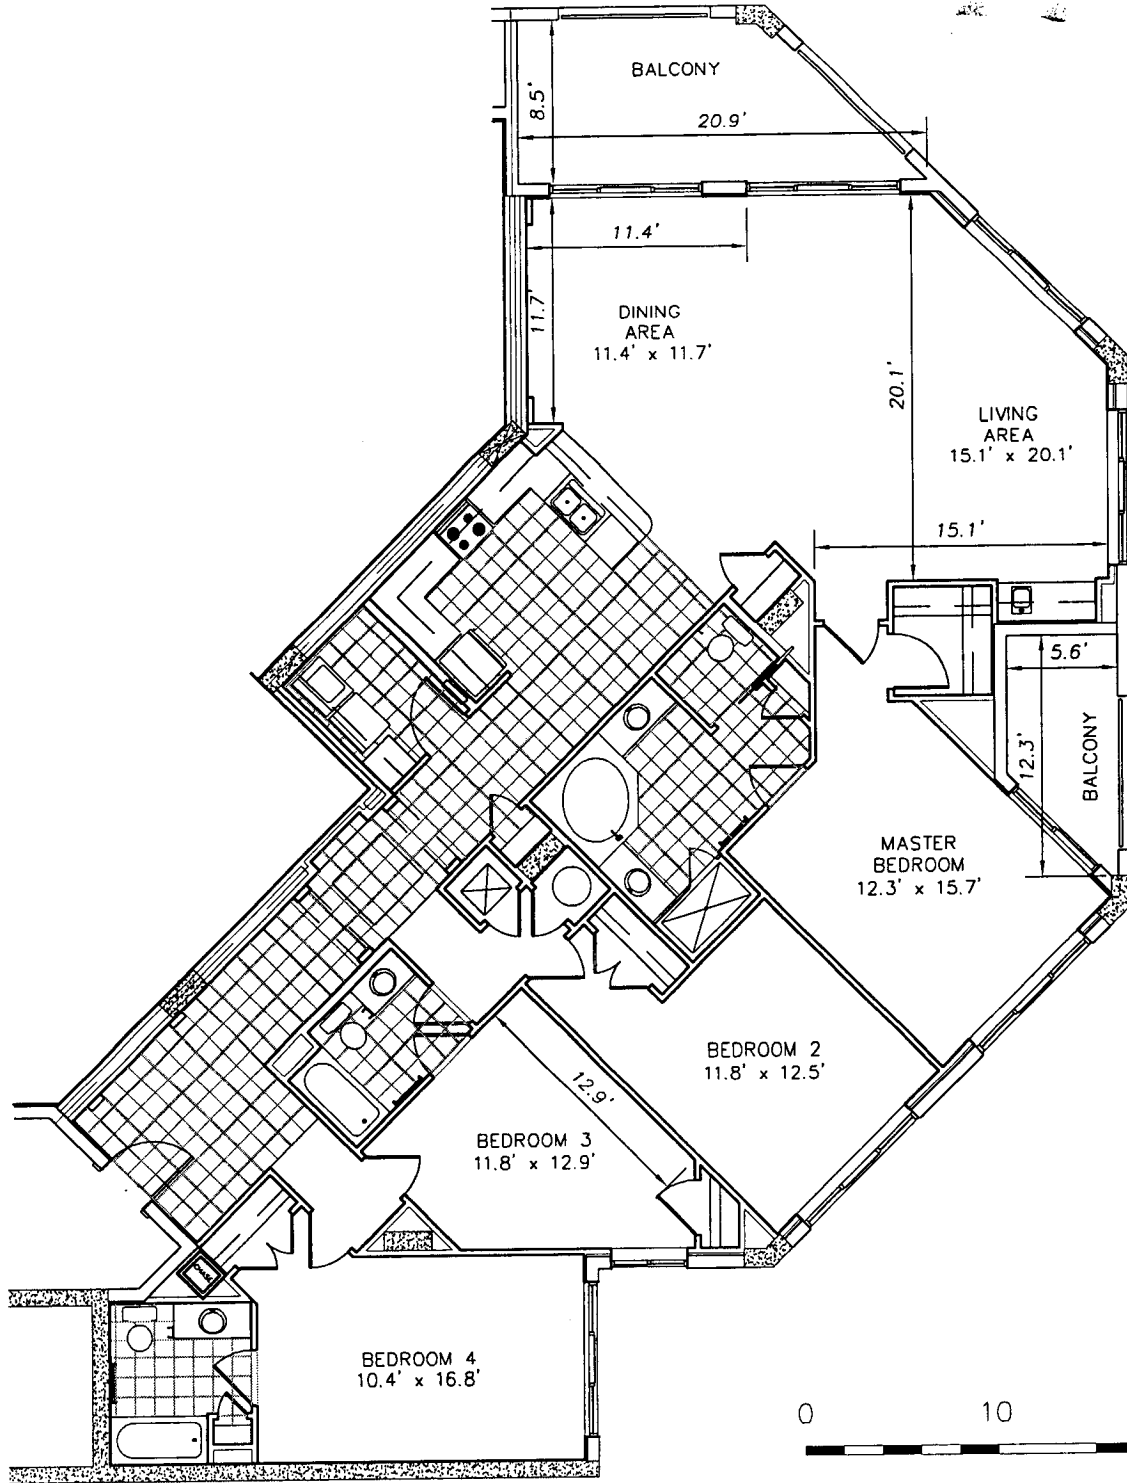 BALCONY
8.5'
20.9'
11.4'
11.7'
DINING
AREA
11.4' x 11.7'
20.1'
LIVING
AREA
15.1' x 20.1'
15.1'
5.6'
12.3'
BALCONY
MASTER
BEDROOM
12.3' x 15.7'
BEDROOM 2
11.8' x 12.5'
12.9'
BEDROOM 3
11.8' x 12.9'
CHASE
BEDROOM 4
10.4' x 16.8'
0 10